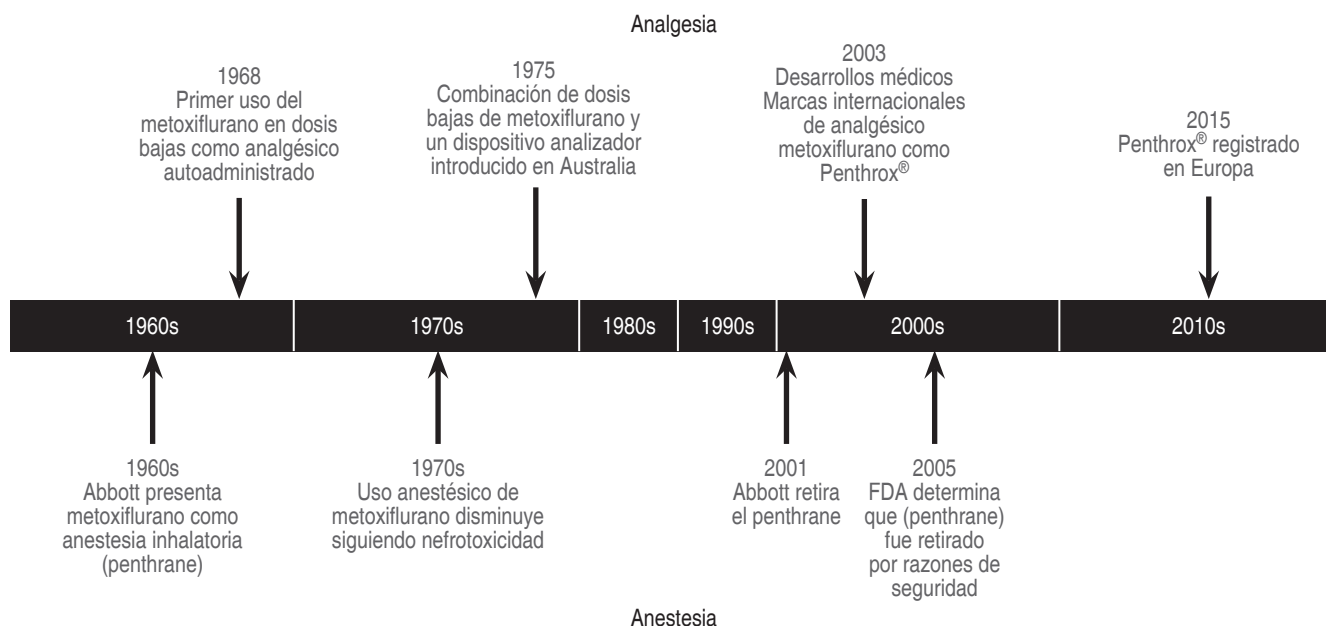 Analgesia
1968
Primer uso del
metoxiflurano en dosis
bajas como analgésico
autoadministrado
1975
Combinación de dosis
bajas de metoxiflurano y
un dispositivo analizador
introducido en Australia
2003
Desarrollos médicos
Marcas internacionales
de analgésico
metoxiflurano como
Penthrox®
2015
Penthrox® registrado
en Europa
1960s
1970s
1980s
1990s
2000s
2010s
1960s
Abbott presenta
metoxiflurano como
anestesia inhalatoria
(penthrane)
1970s
Uso anestésico de
metoxiflurano disminuye
siguiendo nefrotoxicidad
2001
Abbott retira
el penthrane
2005
FDA determina
que (penthrane)
fue retirado
por razones de
seguridad
Anestesia